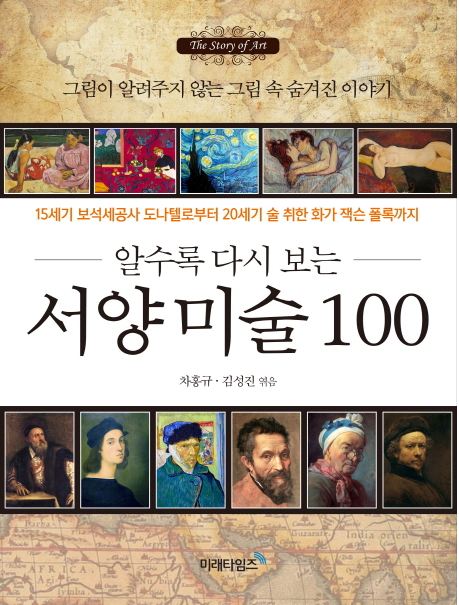 The Story of Art
그림이 알려주지 않는 그림 속 숨겨진 이야기
15세기 보석세공사 도나텔로부터 20세기 술 취한 화가 잭슨 폴록까지
알수록 다시 보는
서양 미술 100
차홍규 · 김성진 엮음
India orien
미래타임즈